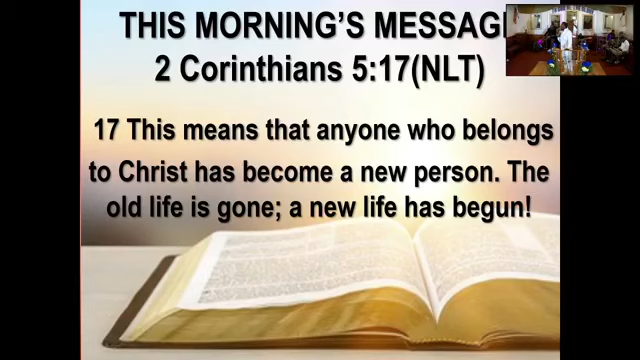 THIS MORNING'S MESSAG
2 Corinthians 5:17(NLT)
17 This means that anyone who belongs
to Christ has become a new person. The
old life is gone; a new life has begun!